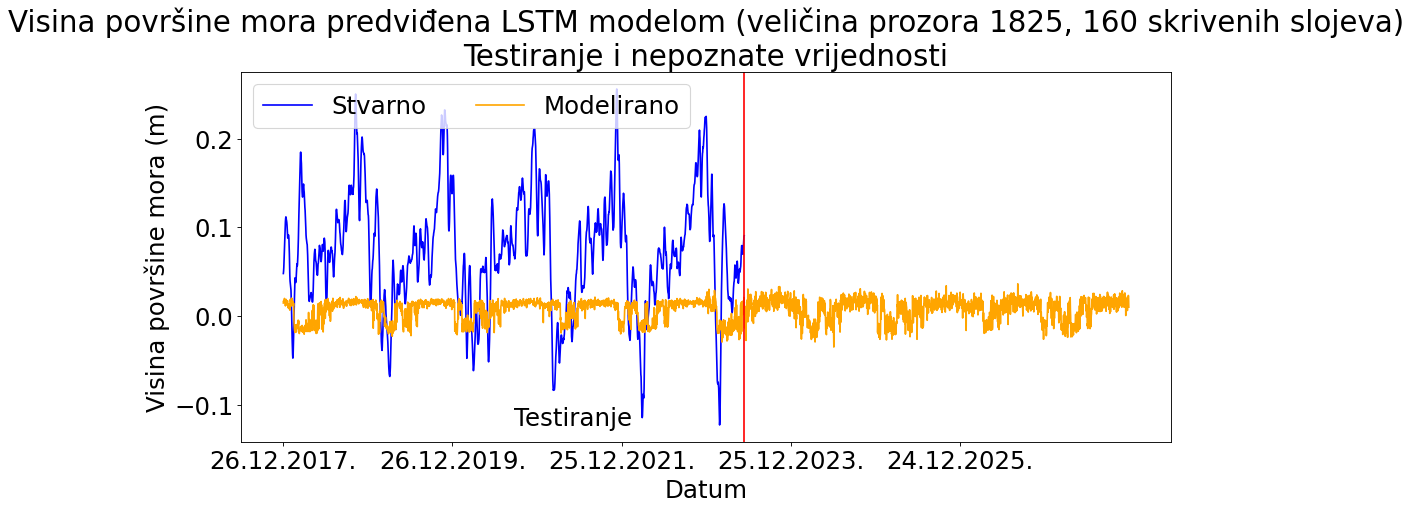 Visina površine mora predviđena LSTM modelom (veličina prozora 1825, 160 skrivenih slojeva)
Testiranje i nepoznate vrijednosti
Stvarno
Modelirano
Visina površine mora (m)
0.2
0.1
0.0
−0.1
Testiranje
26.12.2017.
26.12.2019.
25.12.2021.
25.12.2023.
24.12.2025.
Datum